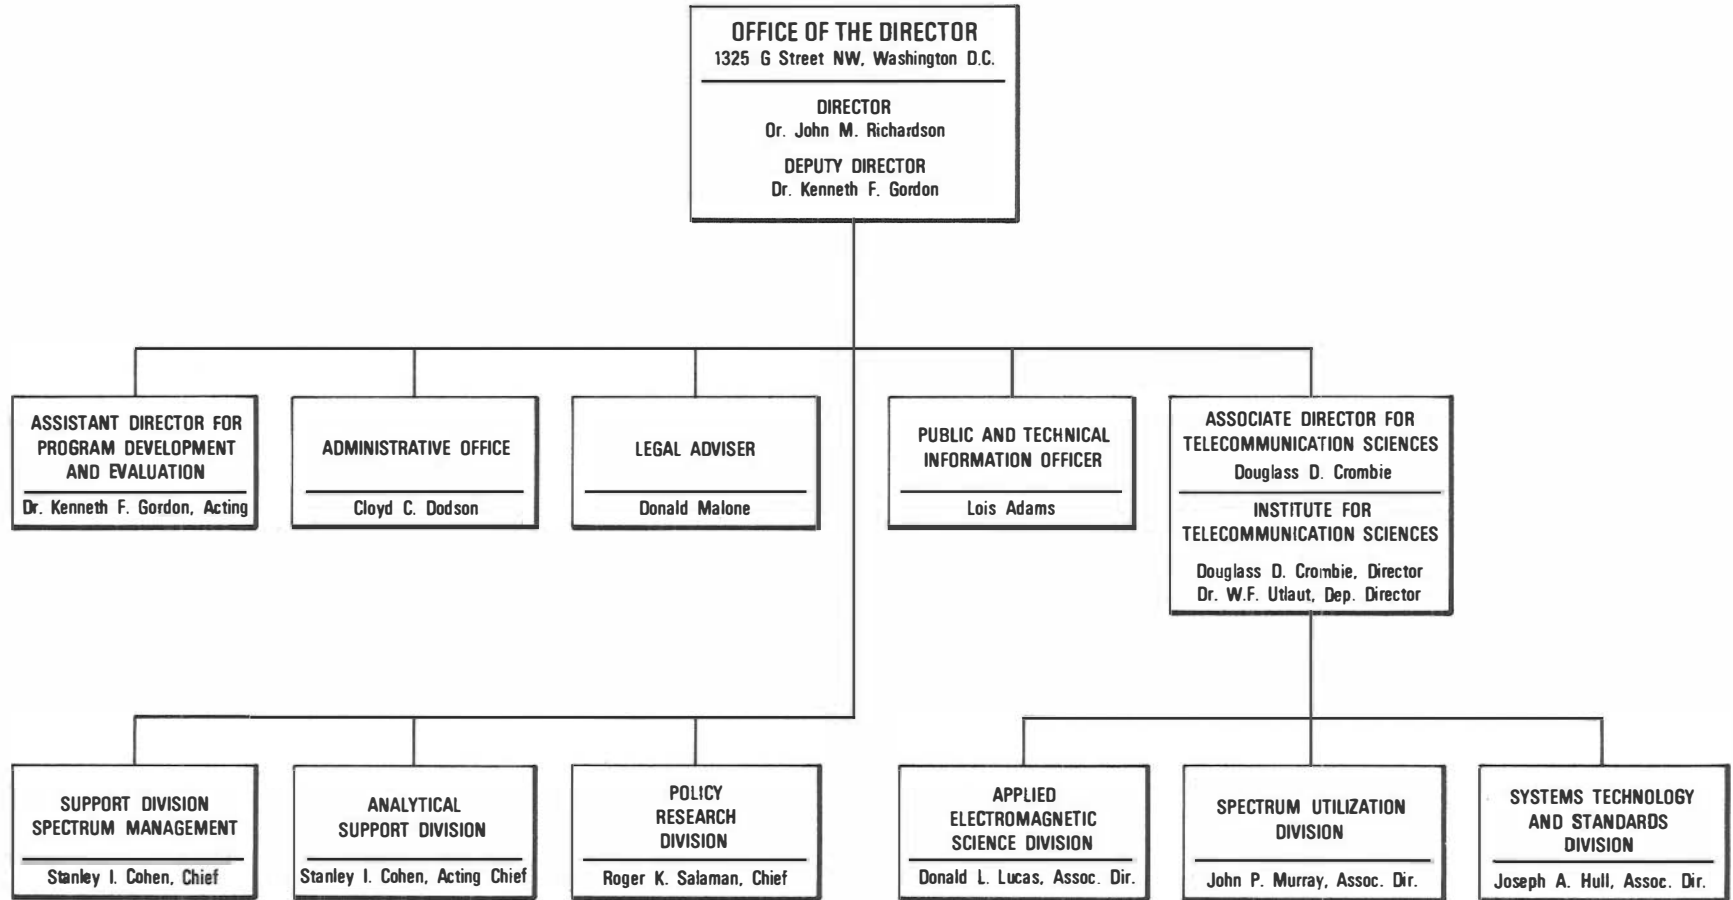 OFFICE OF THE DIRECTOR
1325 G Street NW, Washington D.C.
DIRECTOR
Or. John M. Richardson
DEPUTY DIRECTOR
Dr. Kenneth F. Gordon
ASSISTANT DIRECTOR FOR
PROGRAM DEVELOPMENT
AND EVALUATION
Dr. Kenneth F. Gordon, Acting
ADMINISTRATIVE OFFICE
Cloyd C. Dodson
LEGAL ADVISER
Donald Malone
PUBLIC AND TECHNICAL
INFORMATION OFFICER
Lois Adams
ASSOCIATE DIRECTOR FOR
TELECOMMUNICATION SCIENCES
Douglass D. Crombie
INSTITUTE FOR
TELECOMMUNICATION SCIENCES
Douglass D. Crombie, Director
Dr. W.F. Utlaut, Dep. Director
SUPPORT DIVISION
SPECTRUM MANAGEMENT
Stanley I. Cohen, Chief
ANALYTICAL
SUPPORT DIVISION
Stanley I. Cohen, Acting Chief
POLICY
RESEARCH
DIVISION
Roger K. Salaman, Chief
APPLIED
ELECTROMAGNETIC
SCIENCE DIVISION
Donald L. Lucas, Assoc. Dir.
SPECTRUM UTILIZATION
DIVISION
John P. Murray, Assoc. Dir.
SYSTEMS TECHNOLOGY
AND STANDARDS
DIVISION
Joseph A. Hull, Assoc. Dir.